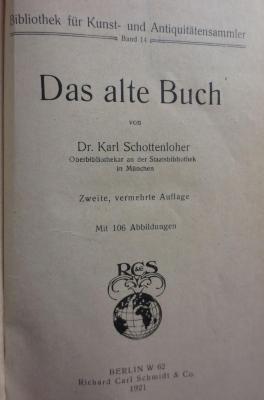 Bibliothek für Kunst- und Antiquitätensammler
Band 14
Das alte Buch
von
Dr. Karl Schottenloher
Oberbibliothekar an der Staatsbibliothek
in München
Zweite, vermehrte Auflage
Mit 106 Abbildungen
RCS
& Co
BERLIN W 62
Richard Carl Schmidt & Co.
1921